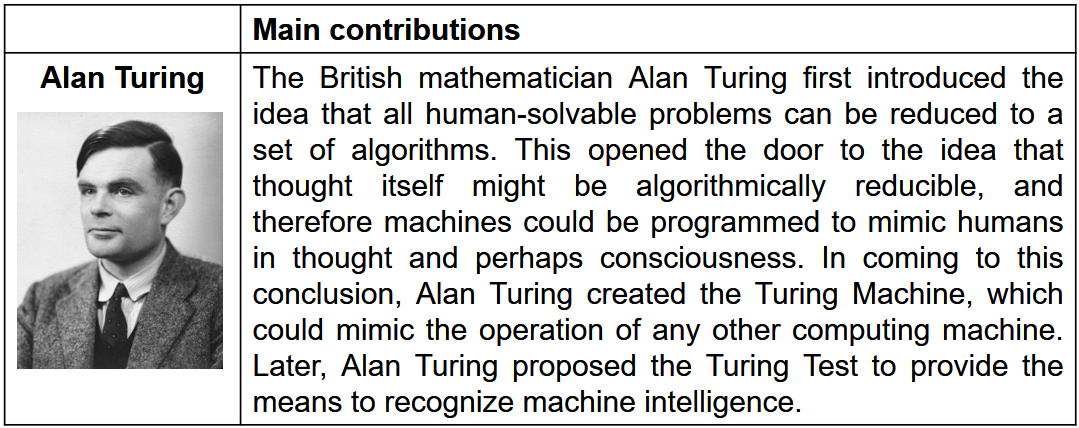 Main contributions
Alan Turing
The British mathematician Alan Turing first introduced the
idea that all human-solvable problems can be reduced to a
set of algorithms. This opened the door to the idea that
thought itself might be algorithmically reducible, and
therefore machines could be programmed to mimic humans
in thought and perhaps consciousness. In coming to this
conclusion, Alan Turing created the Turing Machine, which
could mimic the operation of any other computing machine.
Later, Alan Turing proposed the Turing Test to provide the
means to recognize machine intelligence.